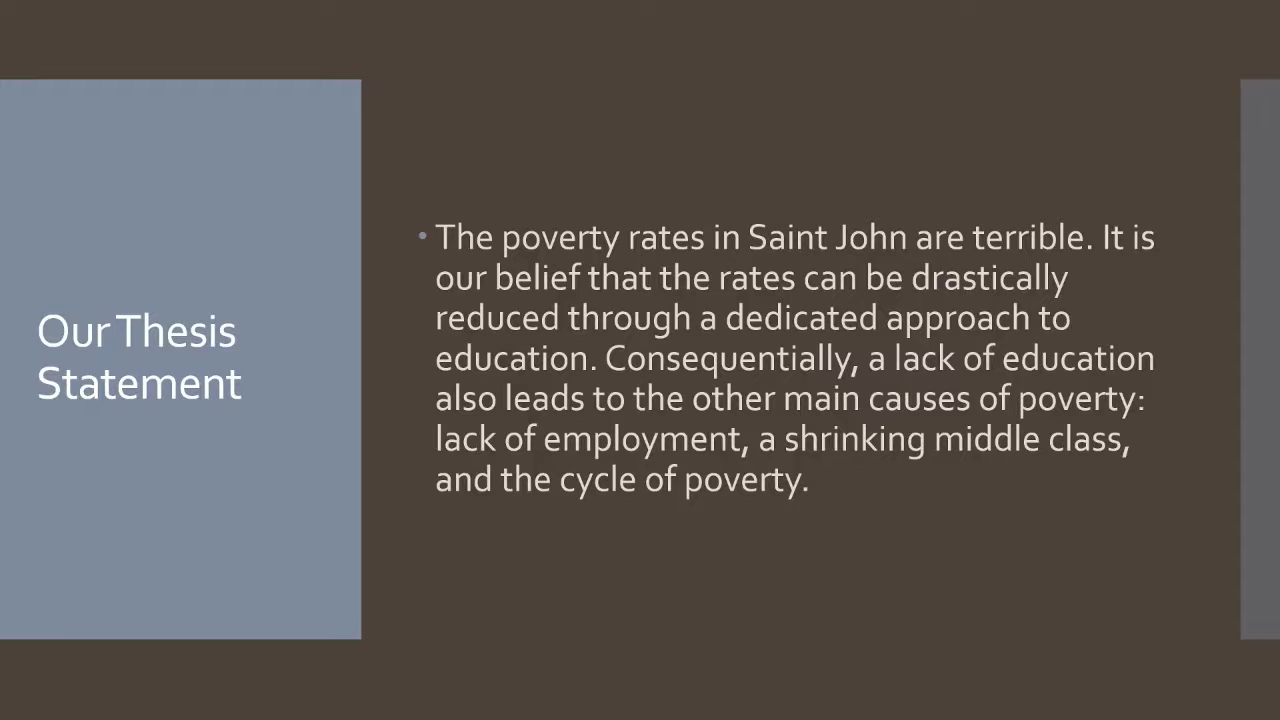 Our Thesis
Statement
• The poverty rates in Saint John are terrible. It is
our belief that the rates can be drastically
reduced through a dedicated approach to
education. Consequentially, a lack of education
also leads to the other main causes of poverty:
lack of employment, a shrinking middle class,
and the cycle of poverty.